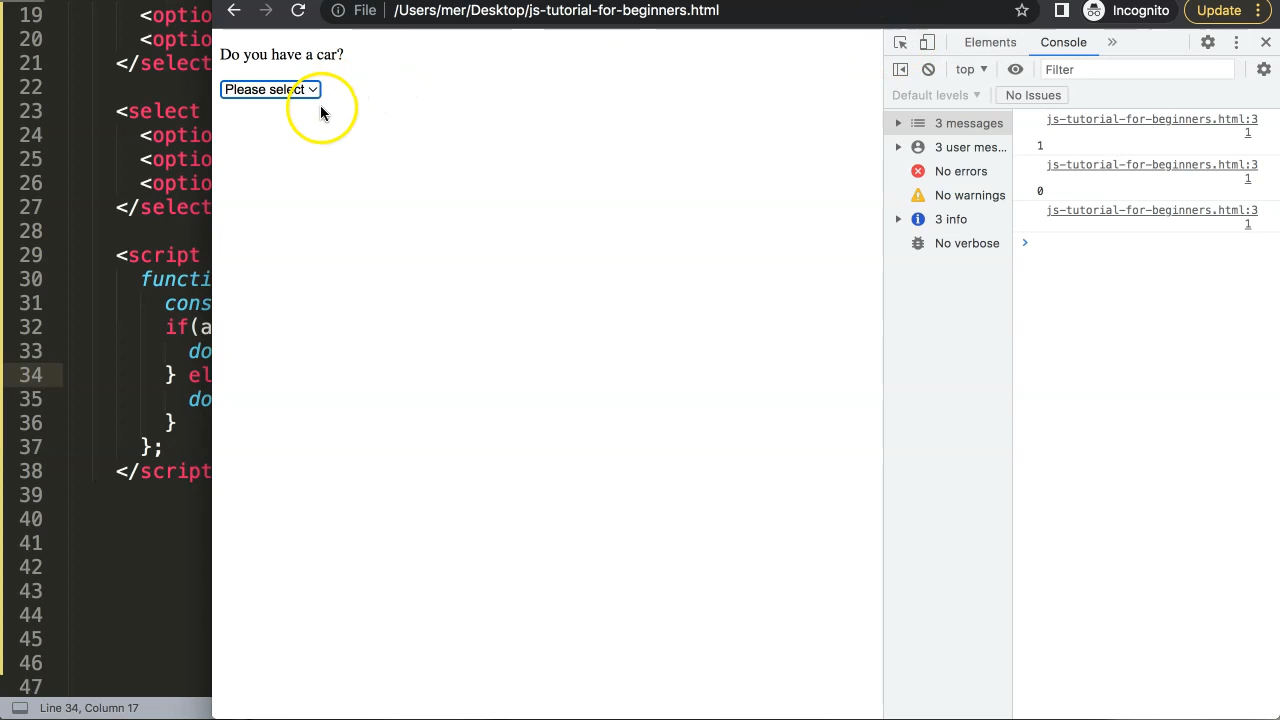 File /Users/mer/Desktop/js-tutorial-for-beginners.html Incognito Update
Do you have a car?
Please select
Elements Console
top Filter
Default levels No Issues
3 messages
3 user mes...
No errors
No warnings
3 info
No verbose
js-tutorial-for-beginners.html:3
1
1
js-tutorial-for-beginners.html:3
1
0
js-tutorial-for-beginners.html:3
1
19 <optio
20 <optio
21 </select
22
23 <select
24 <optio
25 <optio
26 <optio
27 </select
28
29 <script
30 functi
31 cons
32 if(a
33 do
34 } el
35 do
36 }
37 };
38 </script
39
40
41
42
43
44
45
46
47
Line 34, Column 17